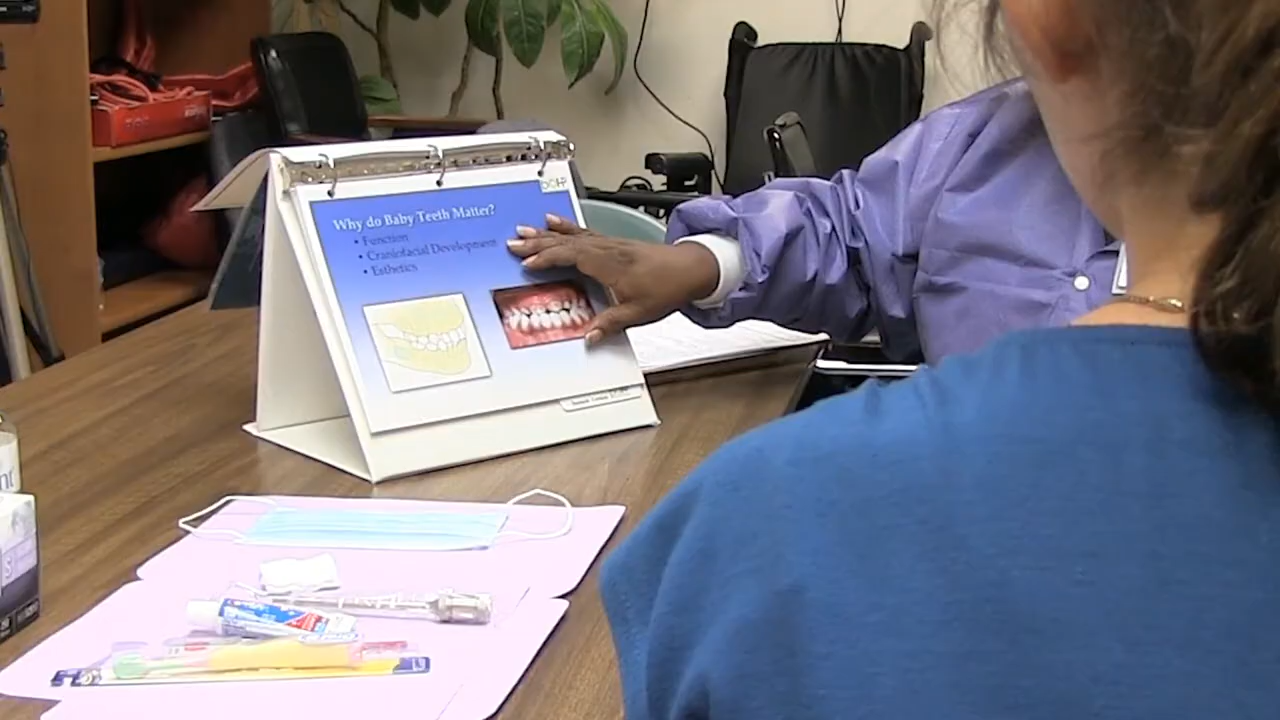 Why do Baby Teeth Matter?
• Function
• Craniofacial Development
• Esthetics